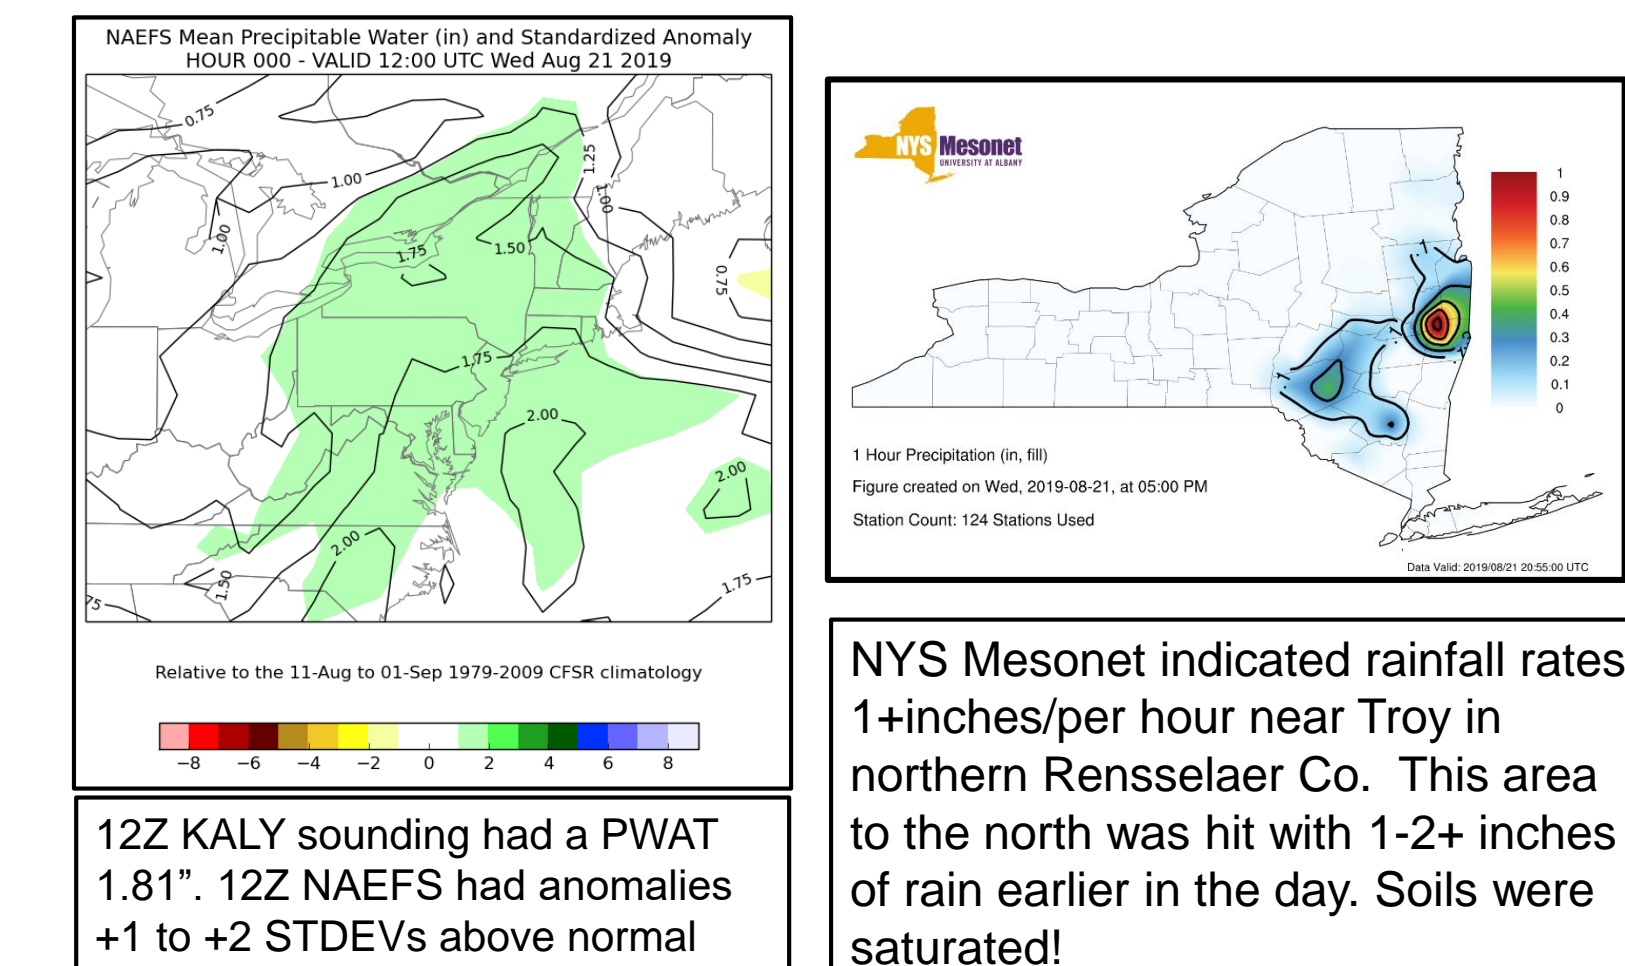 NAEFS Mean Precipitable Water (in) and Standardized Anomaly
HOUR 000 - VALID 12:00 UTC Wed Aug 21 2019
0.75
1.00
1.00
1.25
1.00
1.75
1.50
0.75
1.75
2.00
2.00
2.00
1.50
75
1.75
Relative to the 11-Aug to 01-Sep 1979-2009 CFSR climatology
−8 −6 −4 −2 0 2 4 6 8
12Z KALY sounding had a PWAT
1.81”. 12Z NAEFS had anomalies
+1 to +2 STDEVs above normal
NYS Mesonet
UNIVERSITY AT ALBANY
1
0.9
0.8
0.7
0.6
0.5
0.4
0.3
0.2
0.1
0
.1
.1
.1
1 Hour Precipitation (in, fill)
Figure created on Wed, 2019-08-21, at 05:00 PM
Station Count: 124 Stations Used
Data Valid: 2019/08/21 20:55:00 UTC
NYS Mesonet indicated rainfall rates
1+inches/per hour near Troy in
northern Rensselaer Co. This area
to the north was hit with 1-2+ inches
of rain earlier in the day. Soils were
saturated!